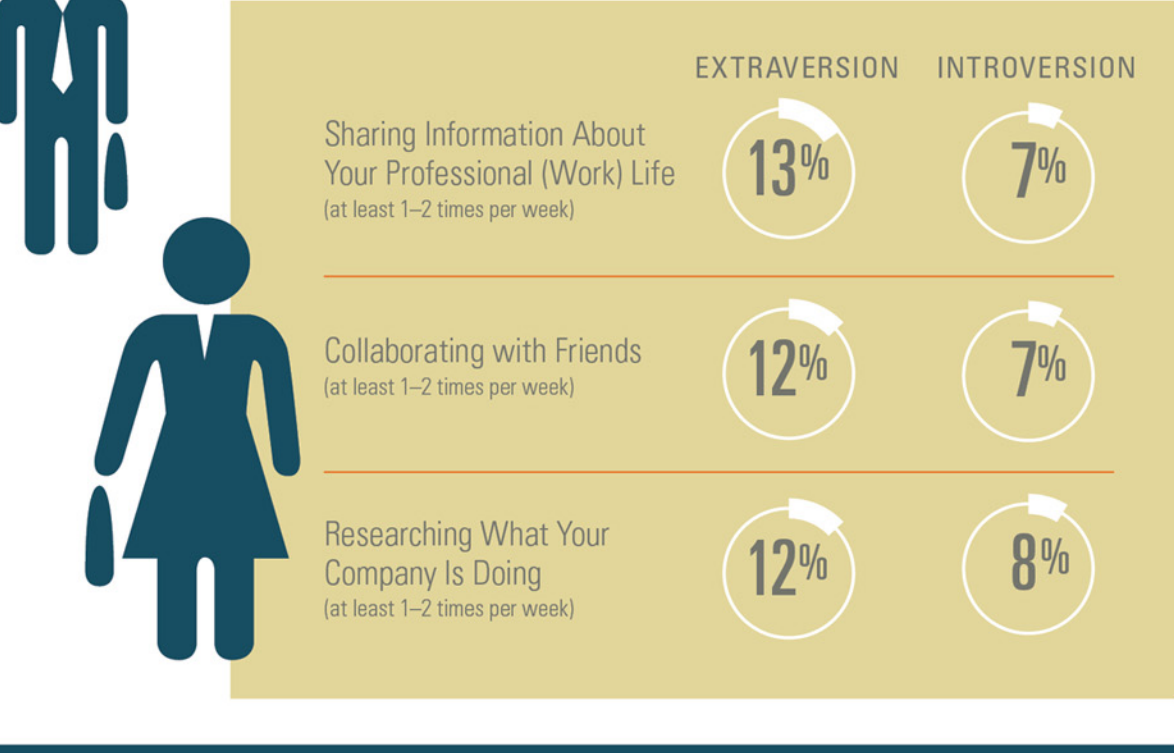 EXTRAVERSION INTROVERSION
Sharing Information About
Your Professional (Work) Life
(at least 1–2 times per week)
13% 7%
Collaborating with Friends
(at least 1–2 times per week)
12% 7%
Researching What Your
Company Is Doing
(at least 1–2 times per week)
12% 8%